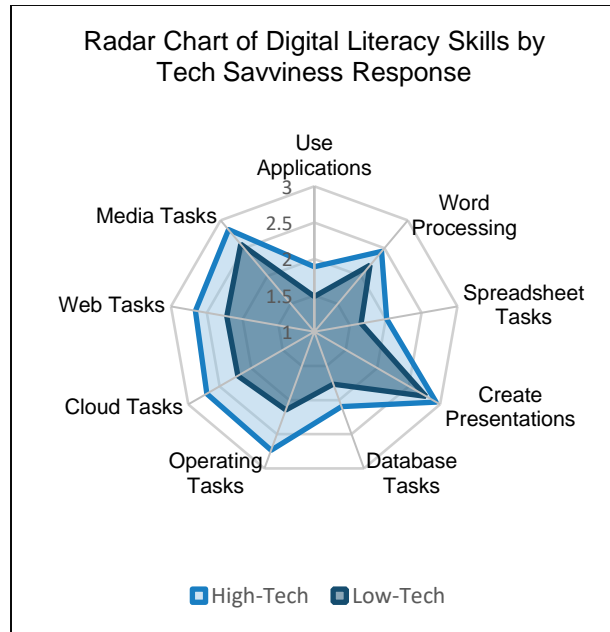 Radar Chart of Digital Literacy Skills by
Tech Savviness Response
Use
Applications
Word
Processing
Spreadsheet
Tasks
Create
Presentations
Database
Tasks
Operating
Tasks
Cloud Tasks
Web Tasks
Media Tasks
3
2.5
2
1.5
1
High-Tech
Low-Tech